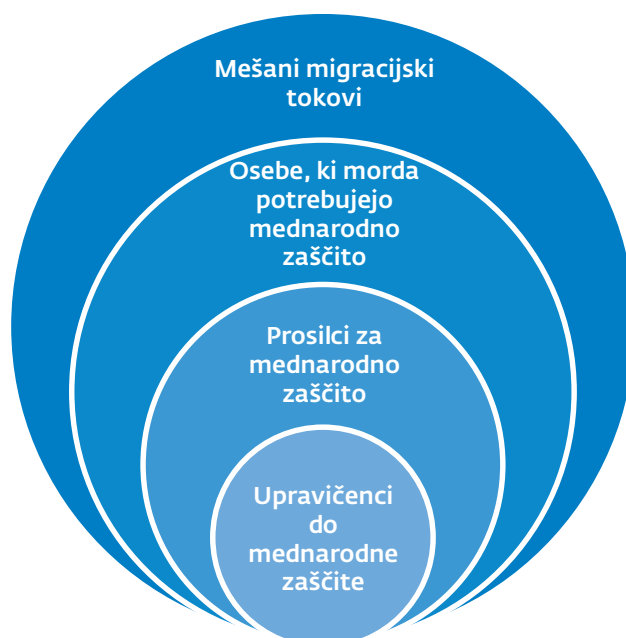 Mešani migracijski
tokovi
Osebe, ki morda
potrebujejo
mednarodno
zaščito
Prosilci za
mednarodno
zaščito
Upravičenci
do
mednarodne
zaščite